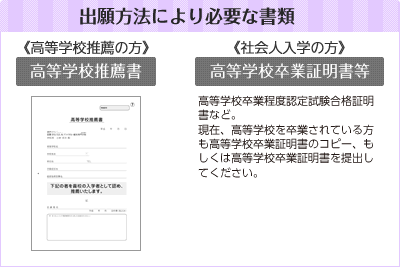 出願方法により必要な書類
《高等学校推薦の方》
高等学校推薦書
高等学校推薦書
下記の者を貴校の入学者として認め、
推薦いたします。
《社会人入学の方》
高等学校卒業証明書等
高等学校卒業程度認定試験合格証明
書など。
現在、高等学校を卒業されている方
も高等学校卒業証明書のコピー、も
しくは高等学校卒業証明書を提出し
てください。